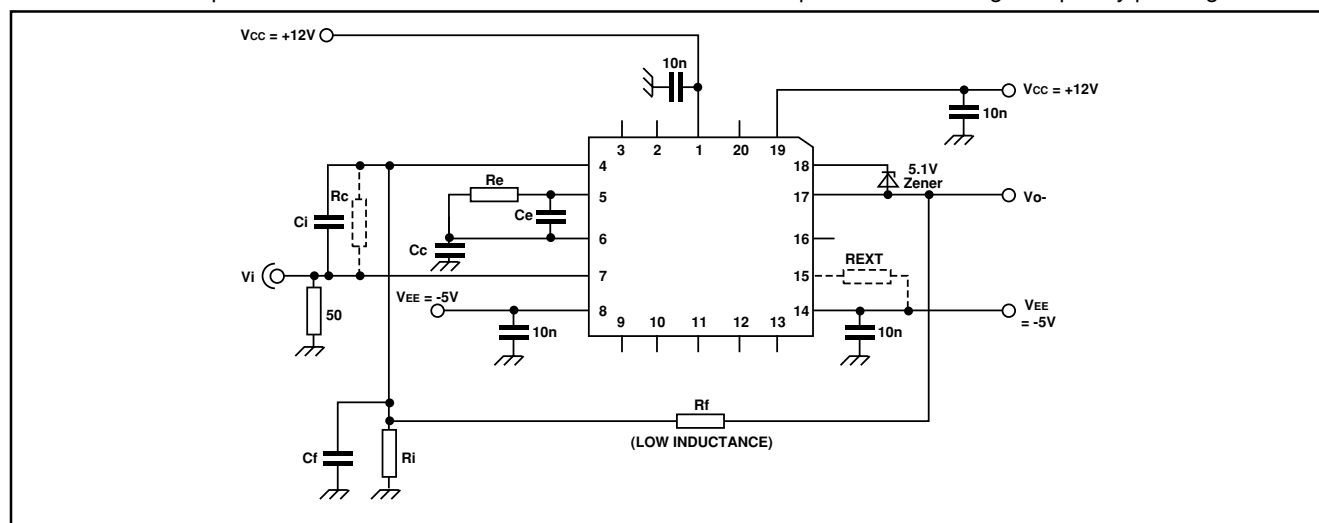 Vcc = +12V
10n
Vcc = +12V
10n
3 2 1 20 19
4
18
5.1V
Zener
Rc
Re
5
17
Vo-
Ci
Ce
6
16
Cc
REXT
Vi
7
15
VEE = -5V
8
14
VEE
= -5V
50
10n
9 10 11 12 13
10n
Rf
(LOW INDUCTANCE)
Cf
Ri